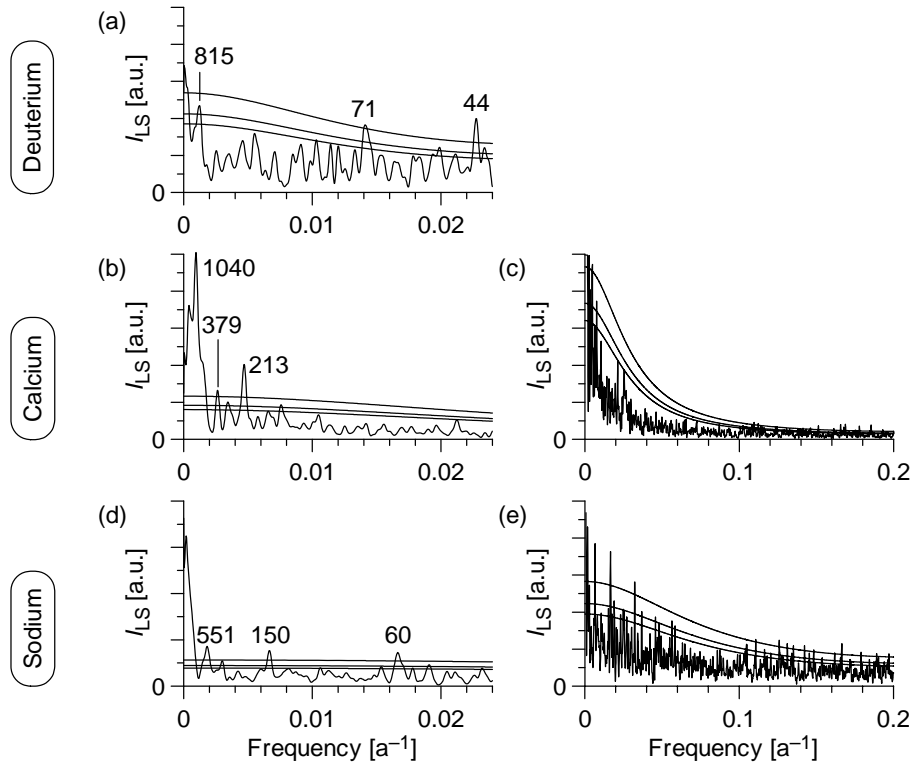 Deuterium
(a)
I_LS [a.u.]
815
71
44
0
0 0.01 0.02
Calcium
(b)
I_LS [a.u.]
1040
379
213
0
0 0.01 0.02
(c)
I_LS [a.u.]
0
0 0.1 0.2
Sodium
(d)
I_LS [a.u.]
551 150 60
0
0 0.01 0.02
Frequency [a⁻¹]
(e)
I_LS [a.u.]
0
0 0.1 0.2
Frequency [a⁻¹]